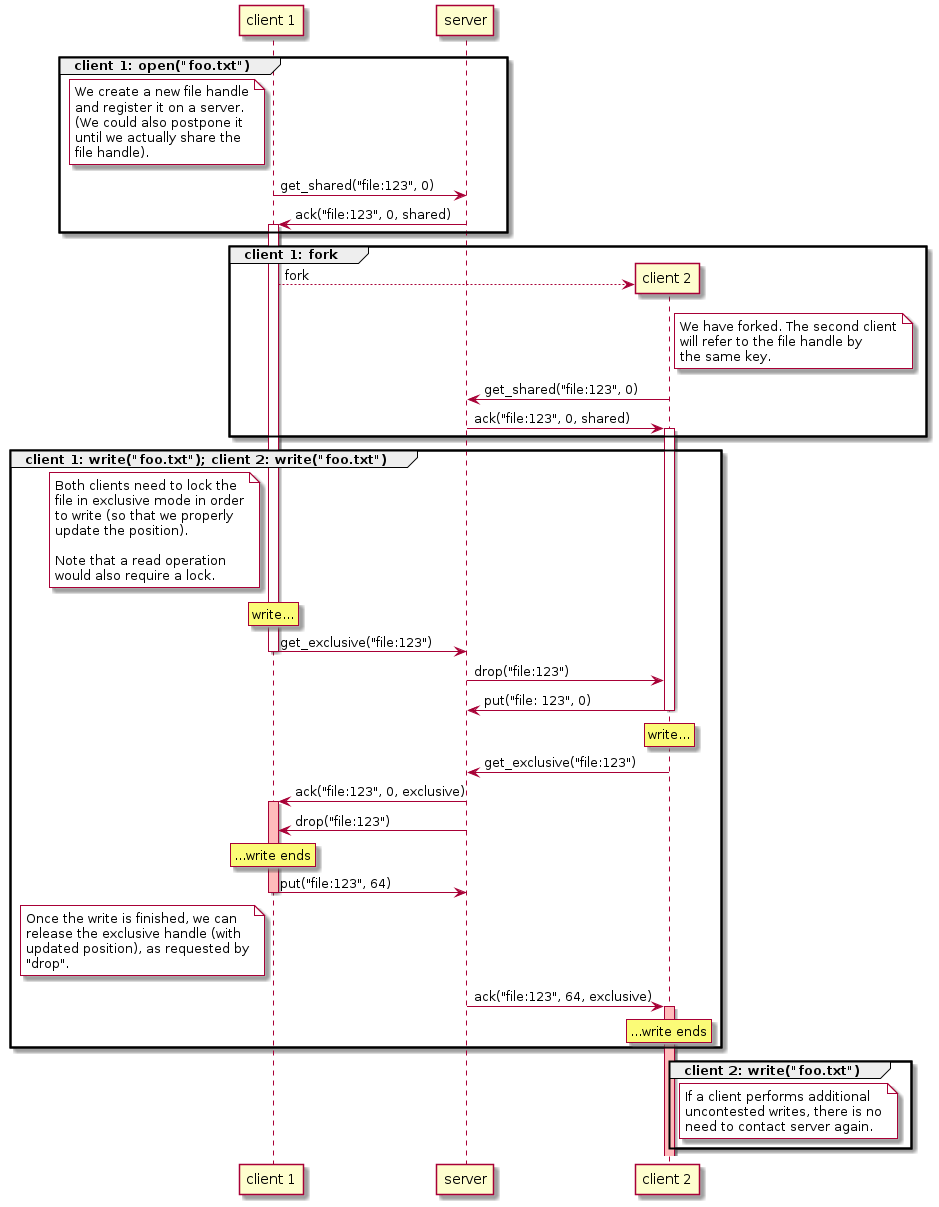 client 1
server
client 1: open("foo.txt")
We create a new file handle
and register it on a server.
(We could also postpone it
until we actually share the
file handle).
get_shared("file:123", 0)
ack("file:123", 0, shared)
client 1: fork
fork
client 2
We have forked. The second client
will refer to the file handle by
the same key.
get_shared("file:123", 0)
ack("file:123", 0, shared)
client 1: write("foo.txt"); client 2: write("foo.txt")
Both clients need to lock the
file in exclusive mode in order
to write (so that we properly
update the position).
Note that a read operation
would also require a lock.
write...
get_exclusive("file:123")
drop("file:123")
put("file: 123", 0)
write...
get_exclusive("file:123")
ack("file:123", 0, exclusive)
drop("file:123")
...write ends
put("file:123", 64)
Once the write is finished, we can
release the exclusive handle (with
updated position), as requested by
"drop".
ack("file:123", 64, exclusive)
...write ends
client 2: write("foo.txt")
If a client performs additional
uncontested writes, there is no
need to contact server again.
client 1
server
client 2